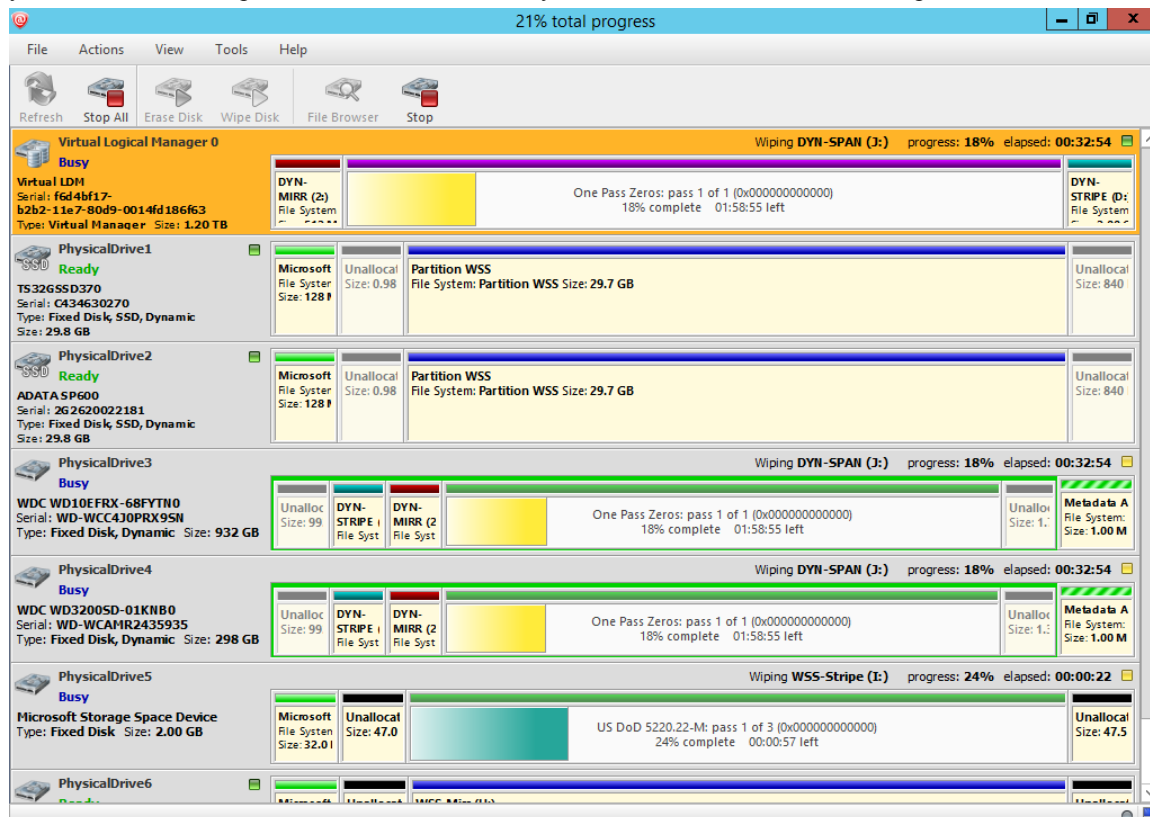 21% total progress
File Actions View Tools Help
Refresh Stop All Erase Disk Wipe Disk File Browser Stop
Virtual Logical Manager 0
Busy
Virtual LDM
Serial: f6d4bf17-
b2b2-11e7-80d9-0014fd186f63
Type: Virtual Manager Size: 1.20 TB
Wiping DYN-SPAN (J:) progress: 18% elapsed: 00:32:54
DYN-
MIRR (2:)
File System
One Pass Zeros: pass 1 of 1 (0x000000000000)
18% complete 01:58:55 left
DYN-
STRIPE (D:
File System
PhysicalDrive1
Ready
TS32GSSD370
Serial: C434630270
Type: Fixed Disk, SSD, Dynamic
Size: 29.8 GB
Microsoft
File Syster
Size: 128
Unallocat
Size: 0.98
Partition WSS
File System: Partition WSS Size: 29.7 GB
Unallocat
Size: 840
PhysicalDrive2
Ready
ADATA SP600
Serial: 2G2620022181
Type: Fixed Disk, SSD, Dynamic
Size: 29.8 GB
Microsoft
File Syster
Size: 128
Unallocat
Size: 0.98
Partition WSS
File System: Partition WSS Size: 29.7 GB
Unallocat
Size: 840
PhysicalDrive3
Busy
WDC WD10EFRX-68FYTN0
Serial: WD-WCC4J0PRX9SN
Type: Fixed Disk, Dynamic Size: 932 GB
Wiping DYN-SPAN (J:) progress: 18% elapsed: 00:32:54
Unalloc
Size: 99
DYN-
STRIPE (
File Syst
DYN-
MIRR (2
File Syst
One Pass Zeros: pass 1 of 1 (0x000000000000)
18% complete 01:58:55 left
Unallo
Size: 1.
Metadata A
File System:
Size: 1.00 M
PhysicalDrive4
Busy
WDC WD3200SD-01KNB0
Serial: WD-WCAMR2435935
Type: Fixed Disk, Dynamic Size: 298 GB
Wiping DYN-SPAN (J:) progress: 18% elapsed: 00:32:54
Unalloc
Size: 99
DYN-
STRIPE (
File Syst
DYN-
MIRR (2
File Syst
One Pass Zeros: pass 1 of 1 (0x000000000000)
18% complete 01:58:55 left
Unalloc
Size: 1.
Metadata A
File System:
Size: 1.00 M
PhysicalDrive5
Busy
Microsoft Storage Space Device
Type: Fixed Disk Size: 2.00 GB
Wiping WSS-Stripe (I:) progress: 24% elapsed: 00:00:22
Microsoft
File Systen
Size: 32.0
Unallocat
Size: 47.0
US DoD 5220.22-M: pass 1 of 3 (0x000000000000)
24% complete 00:00:57 left
Unallocat
Size: 47.5
PhysicalDrive6